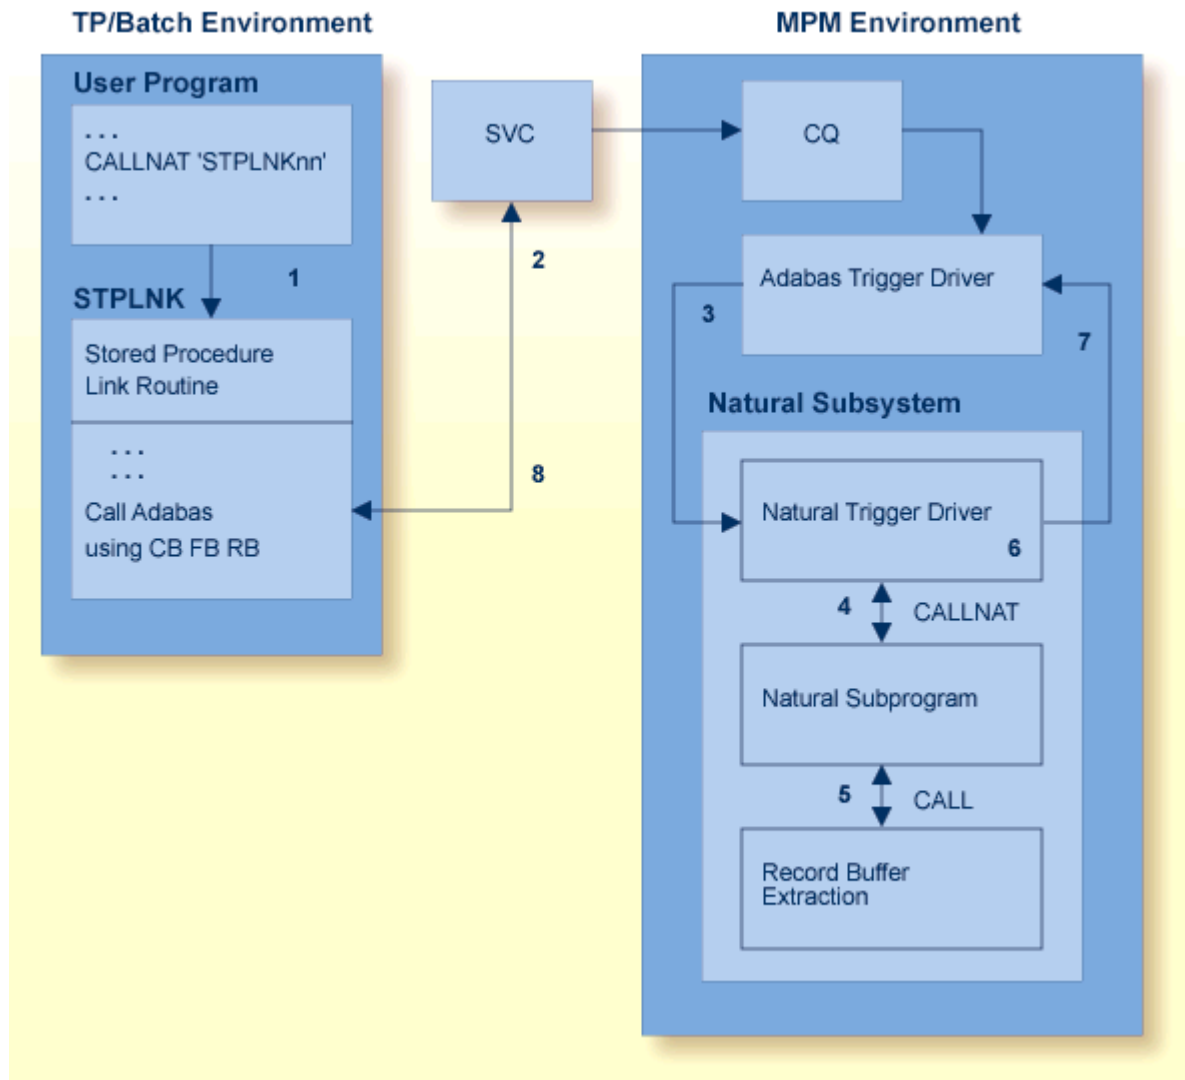 TP/Batch Environment
MPM Environment
User Program
. . .
CALLNAT 'STPLNKnn'
. . .
1
STPLNK
Stored Procedure
Link Routine
. . .
. . .
Call Adabas
using CB FB RB
SVC
2
8
CQ
Adabas Trigger Driver
3
7
Natural Subsystem
Natural Trigger Driver
6
4
CALLNAT
Natural Subprogram
5
CALL
Record Buffer
Extraction